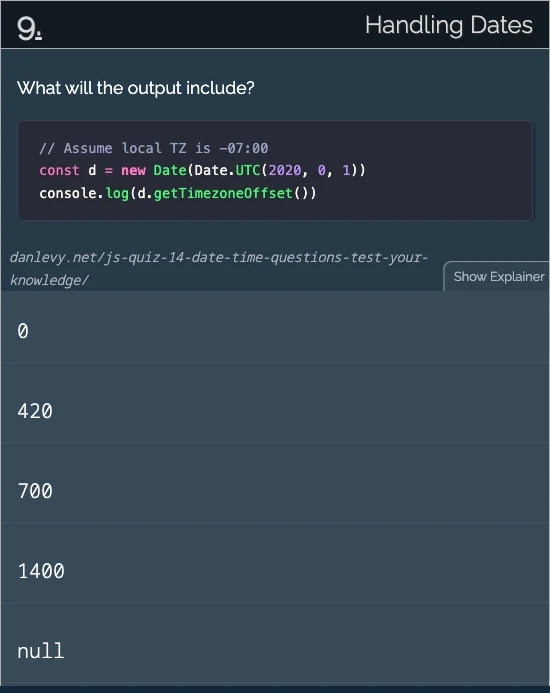 9.
Handling Dates
What will the output include?
// Assume local TZ is −07:00
const d = new Date(Date.UTC(2020, 0, 1))
console.log(d.getTimezoneOffset())
danlevy.net/js-quiz-14-date-time-questions-test-your-
knowledge/
Show Explainer
0
420
700
1400
null